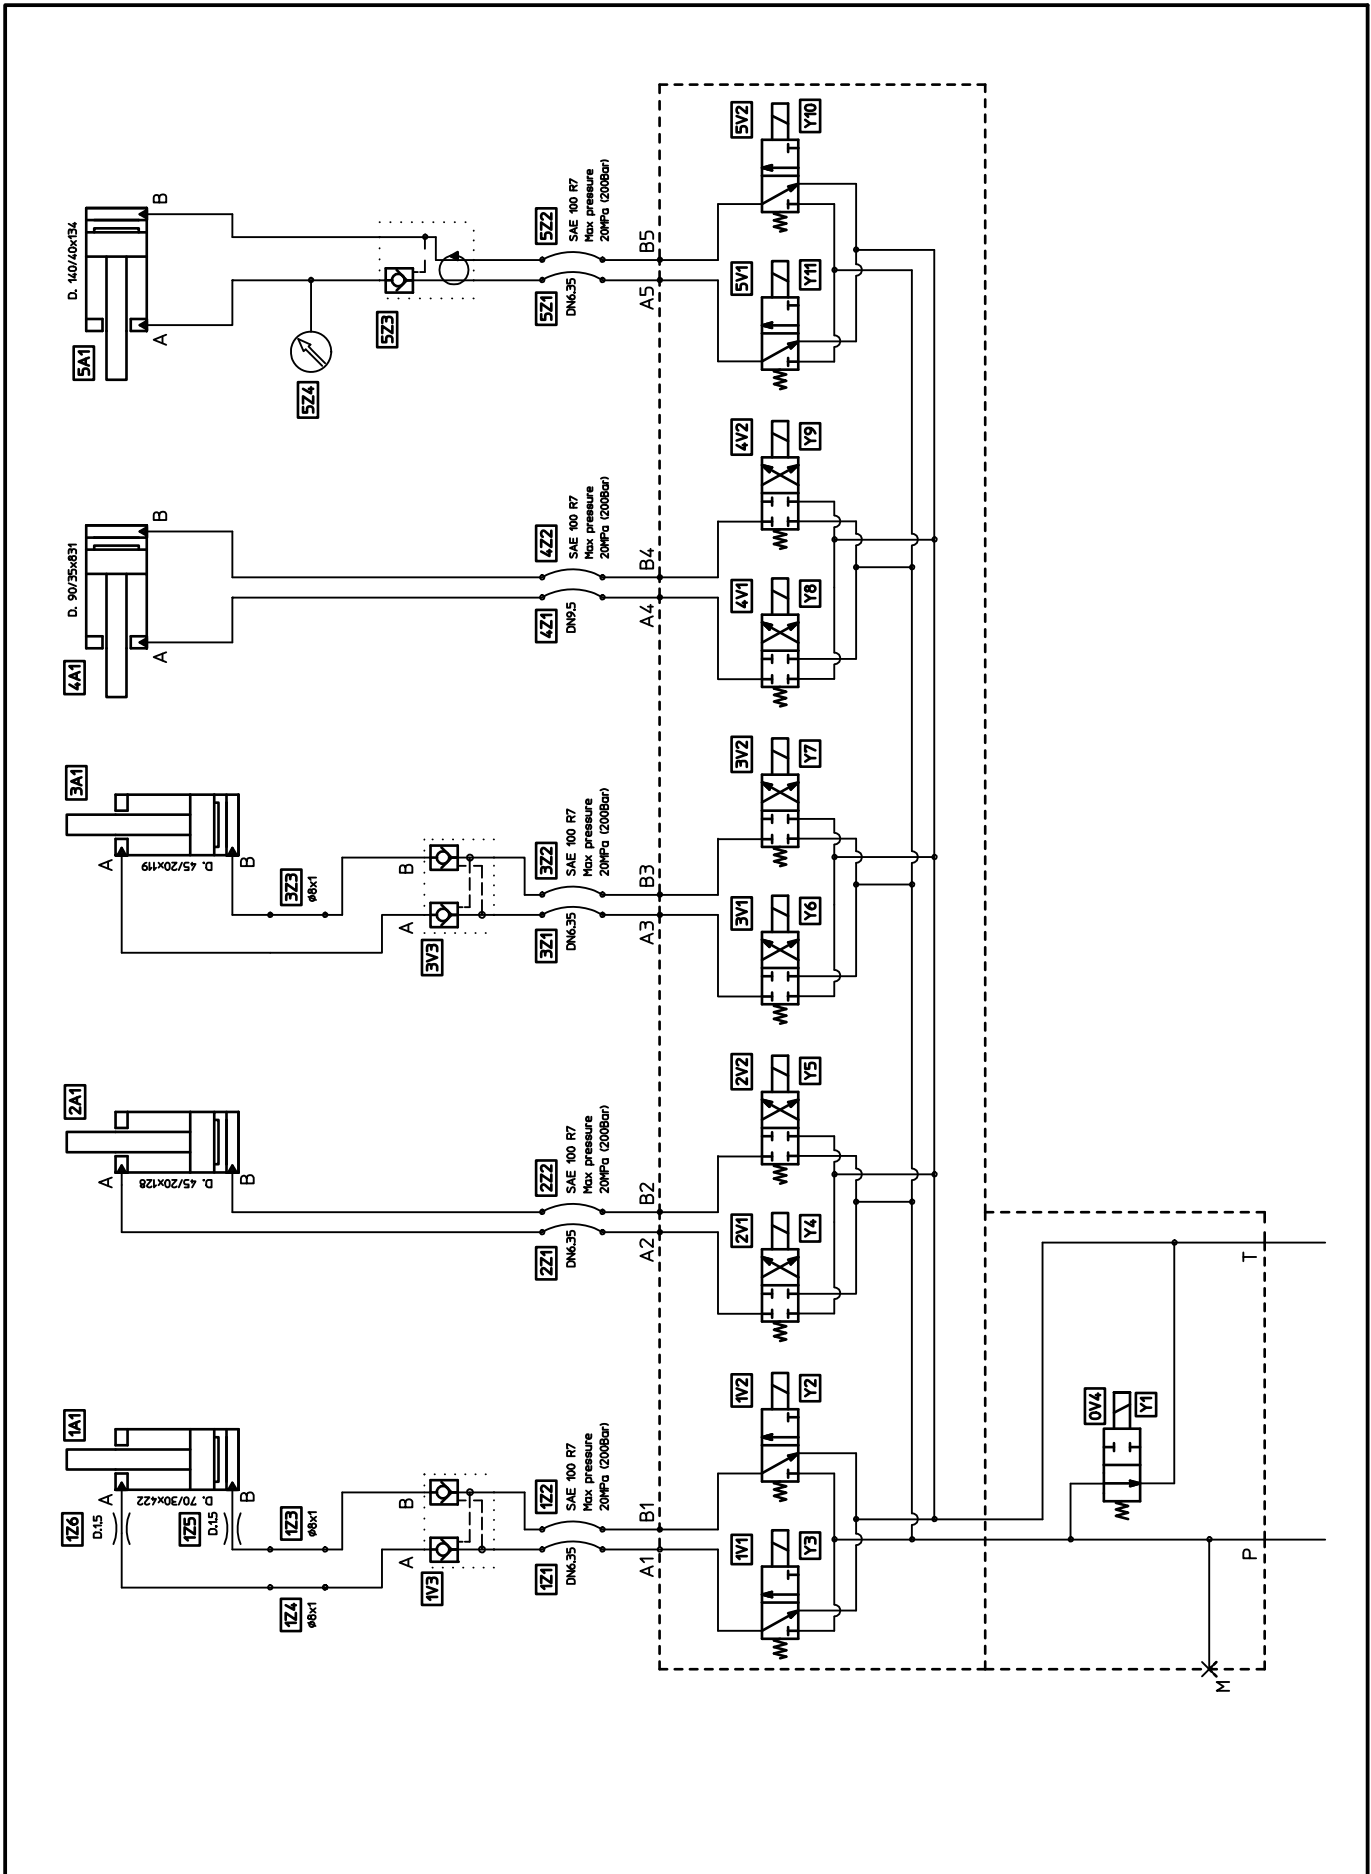 5V2
Y10
5Z2
SAE 100 R7
Max pressure
20MPa (200Bar)
B
D. 140/40x134
B5
5V1
Y11
5Z1
DN6.35
A5
5Z3
A
5A1
5Z4
4V2
Y9
B
4Z2
SAE 100 R7
Max pressure
20MPa (200Bar)
B4
D. 90/35x831
4V1
Y8
4Z1
DN9.5
A4
A
4A1
3A1
3V2
Y7
A
B
D. 45/20x119
3Z3
ø8x1
B
A
3V3
3Z2
SAE 100 R7
Max pressure
20MPa (200Bar)
B3
3V1
Y6
3Z1
DN6.35
A3
2A1
2V2
Y5
A
B
D. 45/20x128
2Z2
SAE 100 R7
Max pressure
20MPa (200Bar)
B2
2V1
Y4
2Z1
DN6.35
A2
T
1A1
1V2
Y2
0V4
Y1
A
B
D. 70/30x422
1Z6
D.1.5
1Z5
D.1.5
1Z3
ø8x1
B
A
1V3
1Z2
SAE 100 R7
Max pressure
20MPa (200Bar)
B1
1V1
Y3
1Z1
DN6.35
A1
P
1Z4
ø8x1
M